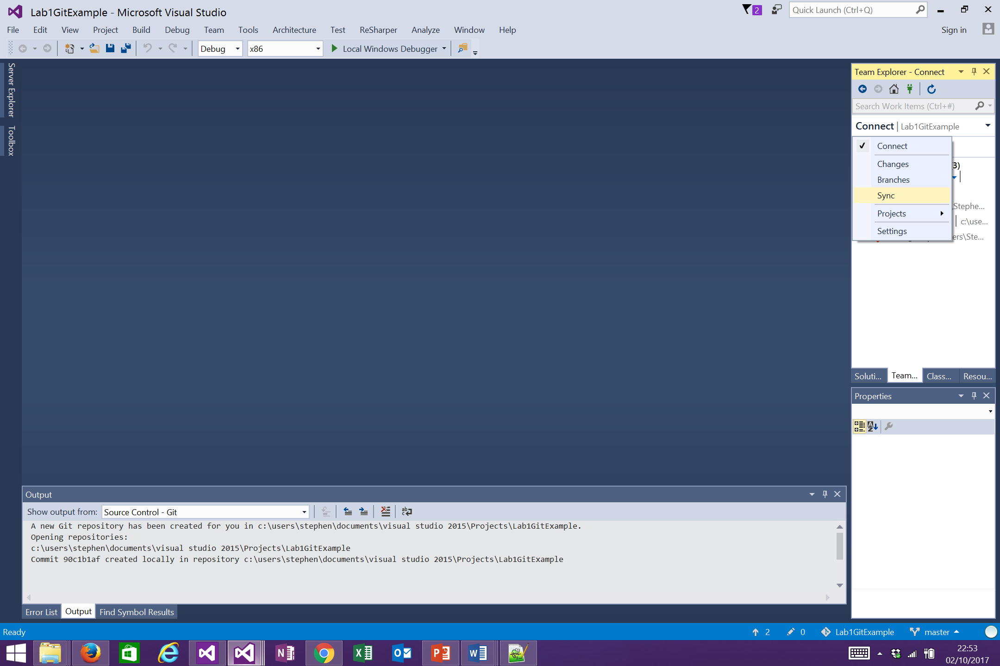 Lab1GitExample - Microsoft Visual Studio
2
Quick Launch (Ctrl+Q)
File Edit View Project Build Debug Team Tools Architecture Test ReSharper Analyze Window Help
Sign in
Debug
x86
Local Windows Debugger
Server Explorer
Toolbox
Team Explorer - Connect
Search Work Items (Ctrl+#)
Connect | Lab1GitExample
Connect
Changes
Branches
Sync
Projects
Settings
3)
\Stephe...
c:\use...
ers\Ste...
Soluti... Team... Class... Resou...
Properties
Output
Show output from: Source Control - Git
A new Git repository has been created for you in c:\users\stephen\documents\visual studio 2015\Projects\Lab1GitExample.
Opening repositories:
c:\users\stephen\documents\visual studio 2015\Projects\Lab1GitExample
Commit 90c1b1af created locally in repository c:\users\stephen\documents\visual studio 2015\Projects\Lab1GitExample
Error List Output Find Symbol Results
Ready
2 0 Lab1GitExample master
22:53
02/10/2017